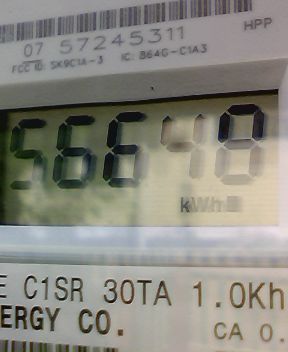 HPP
07 57245311
FCC ID: SK9C1A-3 IC: 864G-C1A3
56648
kWh
E C1SR 30TA 1.0Kh
ERGY CO.
CA 0.